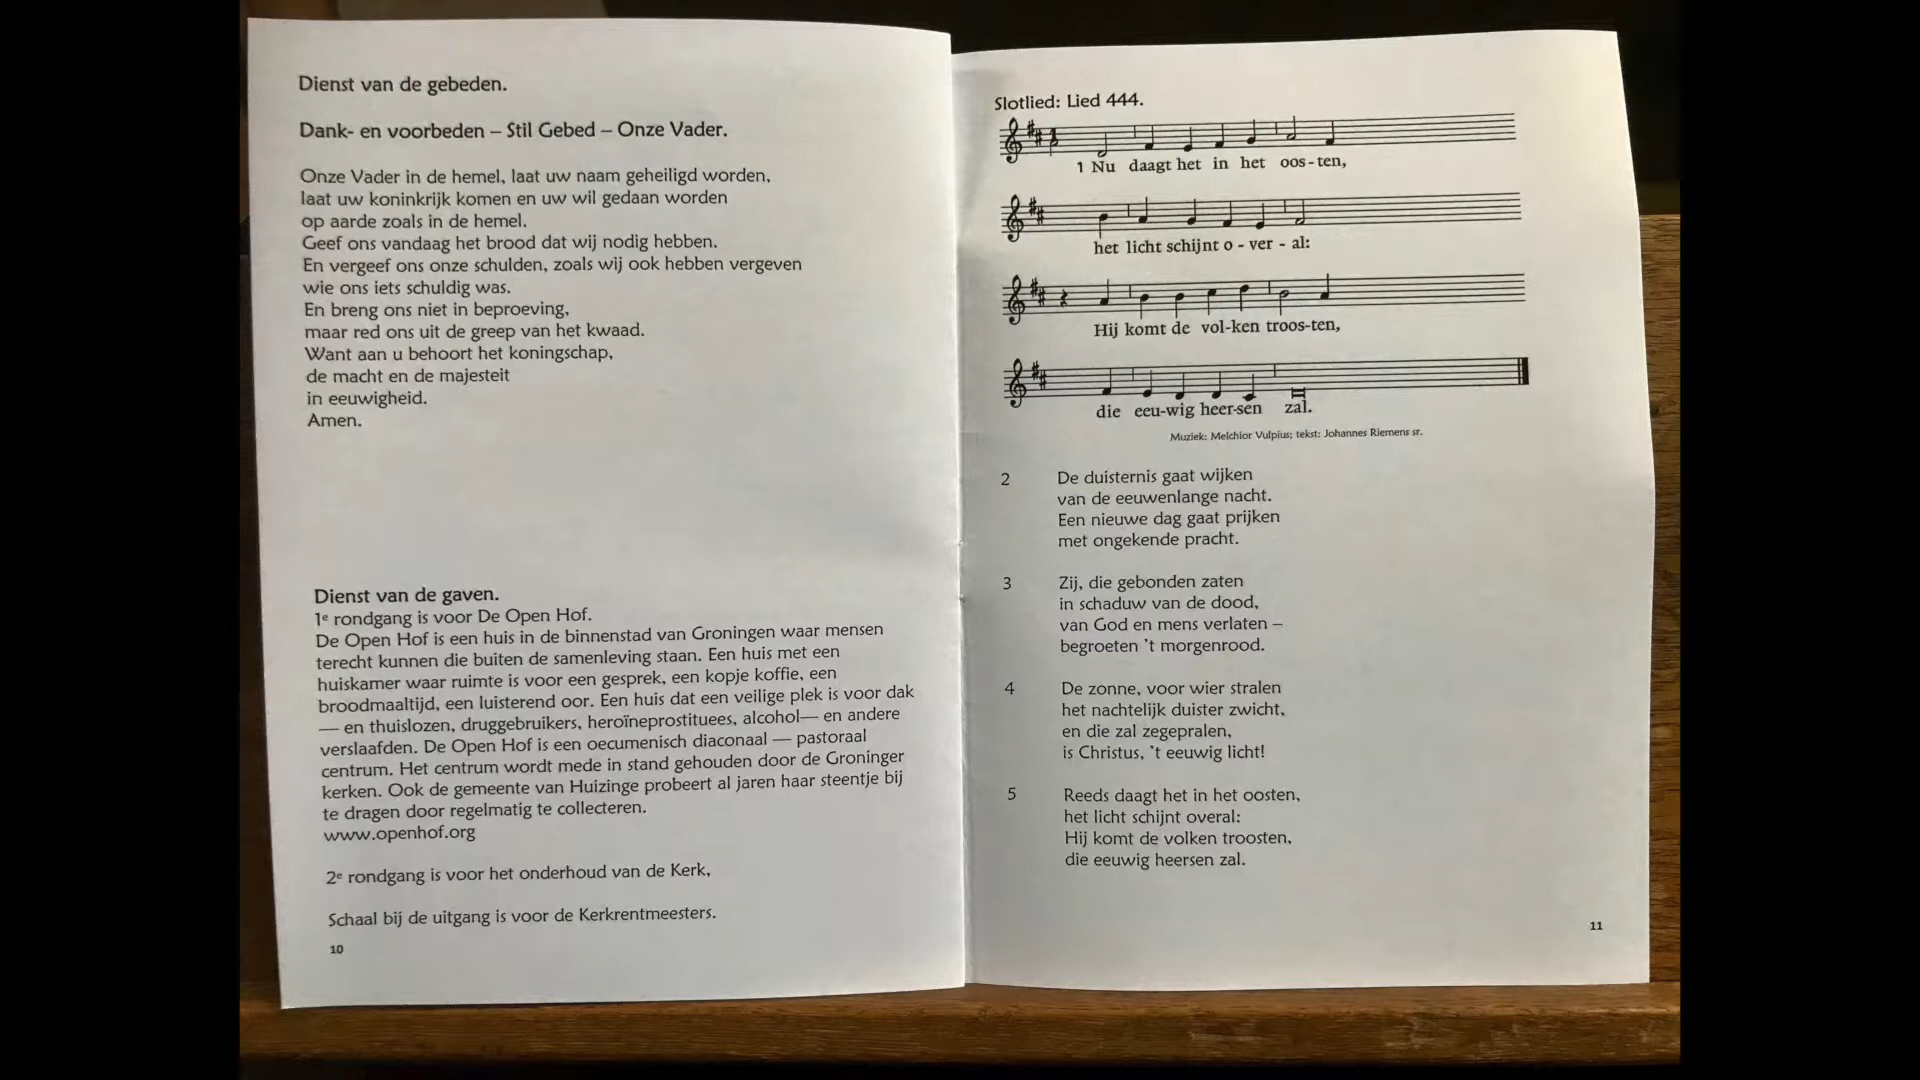 Dienst van de gebeden.
Dank- en voorbeden – Stil Gebed – Onze Vader.
Onze Vader in de hemel, laat uw naam geheiligd worden,
laat uw koninkrijk komen en uw wil gedaan worden
op aarde zoals in de hemel.
Geef ons vandaag het brood dat wij nodig hebben.
En vergeef ons onze schulden, zoals wij ook hebben vergeven
wie ons iets schuldig was.
En breng ons niet in beproeving,
maar red ons uit de greep van het kwaad.
Want aan u behoort het koningschap,
de macht en de majesteit
in eeuwigheid.
Amen.
Dienst van de gaven.
1e rondgang is voor De Open Hof.
De Open Hof is een huis in de binnenstad van Groningen waar mensen
terecht kunnen die buiten de samenleving staan. Een huis met een
huiskamer waar ruimte is voor een gesprek, een kopje koffie, een
broodmaaltijd, een luisterend oor. Een huis dat een veilige plek is voor dak
— en thuislozen, druggebruikers, heroïneprostituees, alcohol— en andere
verslaafden. De Open Hof is een oecumenisch diaconaal — pastoraal
centrum. Het centrum wordt mede in stand gehouden door de Groninger
kerken. Ook de gemeente van Huizinge probeert al jaren haar steentje bij
te dragen door regelmatig te collecteren.
www.openhof.org
2e rondgang is voor het onderhoud van de Kerk,
Schaal bij de uitgang is voor de Kerkrentmeesters.
10
Slotlied: Lied 444.
1 Nu daagt het in het oos-ten,
het licht schijnt o - ver - al:
Hij komt de vol-ken troos-ten,
die eeu-wig heer-sen zal.
Muziek: Melchior Vulpius; tekst: Johannes Riemens sr.
2 De duisternis gaat wijken
van de eeuwenlange nacht.
Een nieuwe dag gaat prijken
met ongekende pracht.
3 Zij, die gebonden zaten
in schaduw van de dood,
van God en mens verlaten –
begroeten 't morgenrood.
4 De zonne, voor wier stralen
het nachtelijk duister zwicht,
en die zal zegepralen,
is Christus, 't eeuwig licht!
5 Reeds daagt het in het oosten,
het licht schijnt overal:
Hij komt de volken troosten,
die eeuwig heersen zal.
11